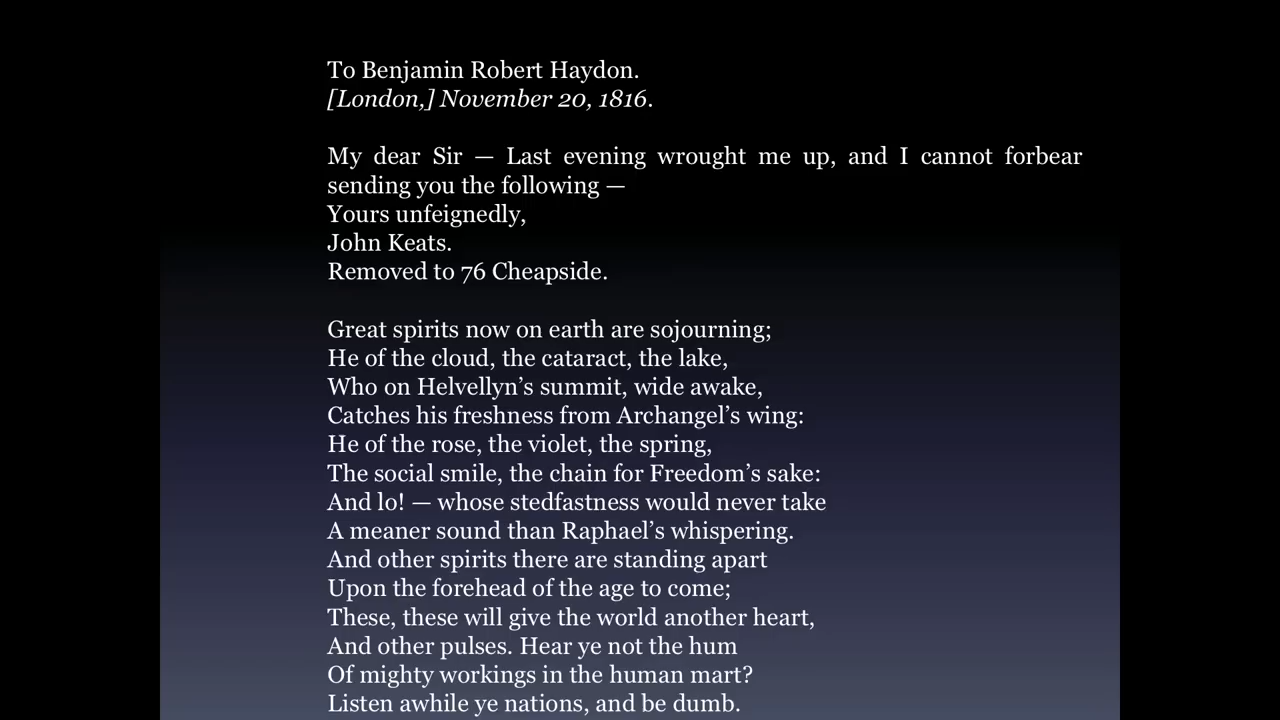 To Benjamin Robert Haydon.
[London,] November 20, 1816.
My dear Sir — Last evening wrought me up, and I cannot forbear
sending you the following —
Yours unfeignedly,
John Keats.
Removed to 76 Cheapside.
Great spirits now on earth are sojourning;
He of the cloud, the cataract, the lake,
Who on Helvellyn’s summit, wide awake,
Catches his freshness from Archangel’s wing:
He of the rose, the violet, the spring,
The social smile, the chain for Freedom’s sake:
And lo! — whose stedfastness would never take
A meaner sound than Raphael’s whispering.
And other spirits there are standing apart
Upon the forehead of the age to come;
These, these will give the world another heart,
And other pulses. Hear ye not the hum
Of mighty workings in the human mart?
Listen awhile ye nations, and be dumb.